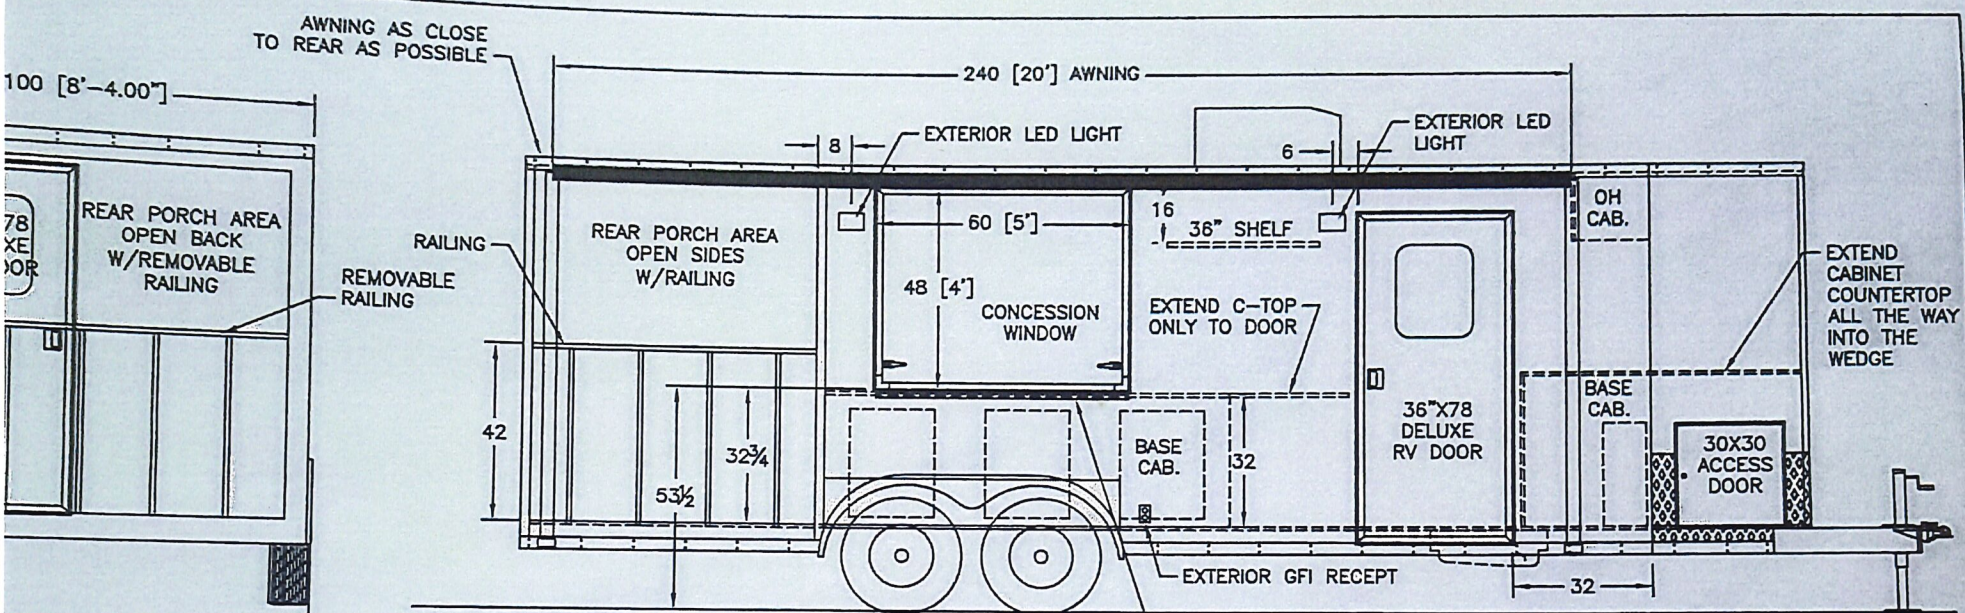 AWNING AS CLOSE
TO REAR AS POSSIBLE
100 [8'-4.00"]
240 [20'] AWNING
8
EXTERIOR LED LIGHT
6
EXTERIOR LED
LIGHT
78
XE
OOR
REAR PORCH AREA
OPEN BACK
W/REMOVABLE
RAILING
REMOVABLE
RAILING
RAILING
REAR PORCH AREA
OPEN SIDES
W/RAILING
60 [5']
48 [4']
CONCESSION
WINDOW
16
36" SHELF
OH
CAB.
EXTEND C-TOP
ONLY TO DOOR
EXTEND
CABINET
COUNTERTOP
ALL THE WAY
INTO THE
WEDGE
42
53½
32¾
BASE
CAB.
32
36"X78
DELUXE
RV DOOR
BASE
CAB.
30X30
ACCESS
DOOR
EXTERIOR GFI RECEPT
32